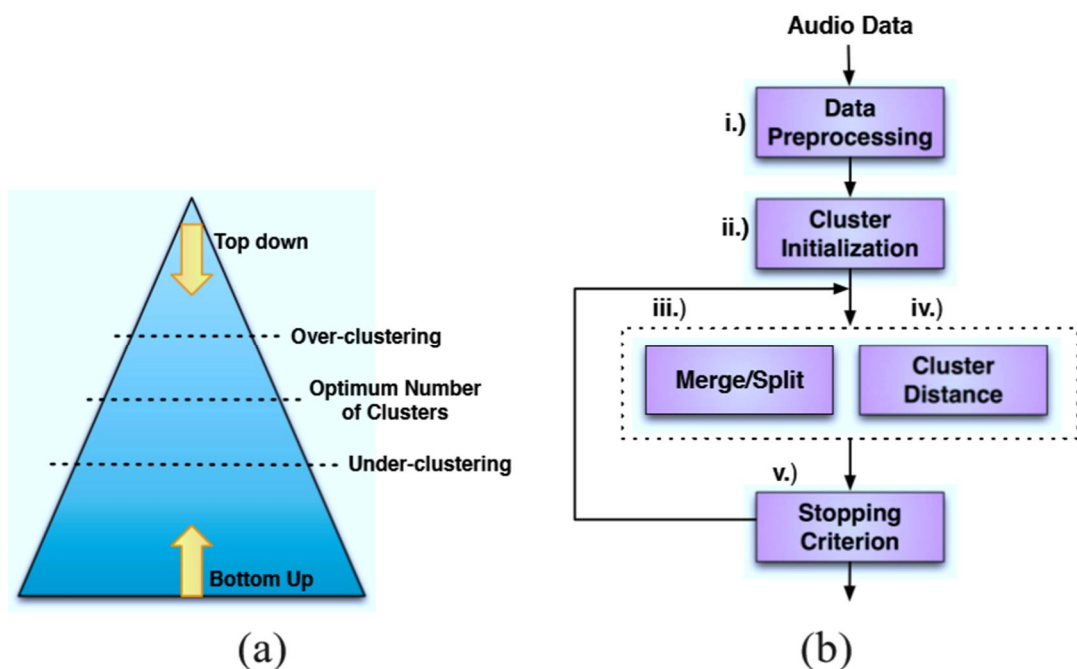 Top down
Over-clustering
Optimum Number
of Clusters
Under-clustering
Bottom Up
(a)
Audio Data
i.)
Data
Preprocessing
ii.)
Cluster
Initialization
iii.)
iv.)
Merge/Split
Cluster
Distance
v.)
Stopping
Criterion
(b)